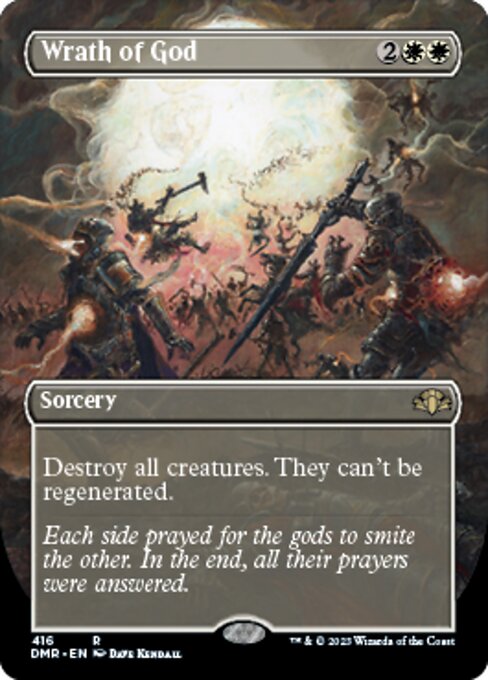 Wrath of God 2
Sorcery
Destroy all creatures. They can't be
regenerated.
Each side prayed for the gods to smite
the other. In the end, all their prayers
were answered.
416 R
DMR • EN Dave Kendall
™ & © 2023 Wizards of the Coast